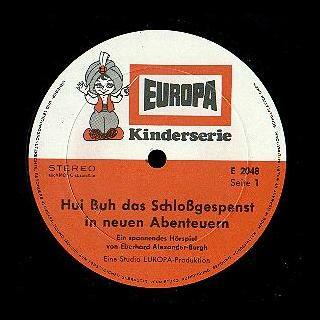 EUROPA
Kinderserie
STEREO
E 2048
Seite 1
Hui Buh das Schloßgespenst
in neuen Abenteuern
Ein spannendes Hörspiel
von Eberhard Alexander-Burgh
Eine Studio EUROPA-Produktion